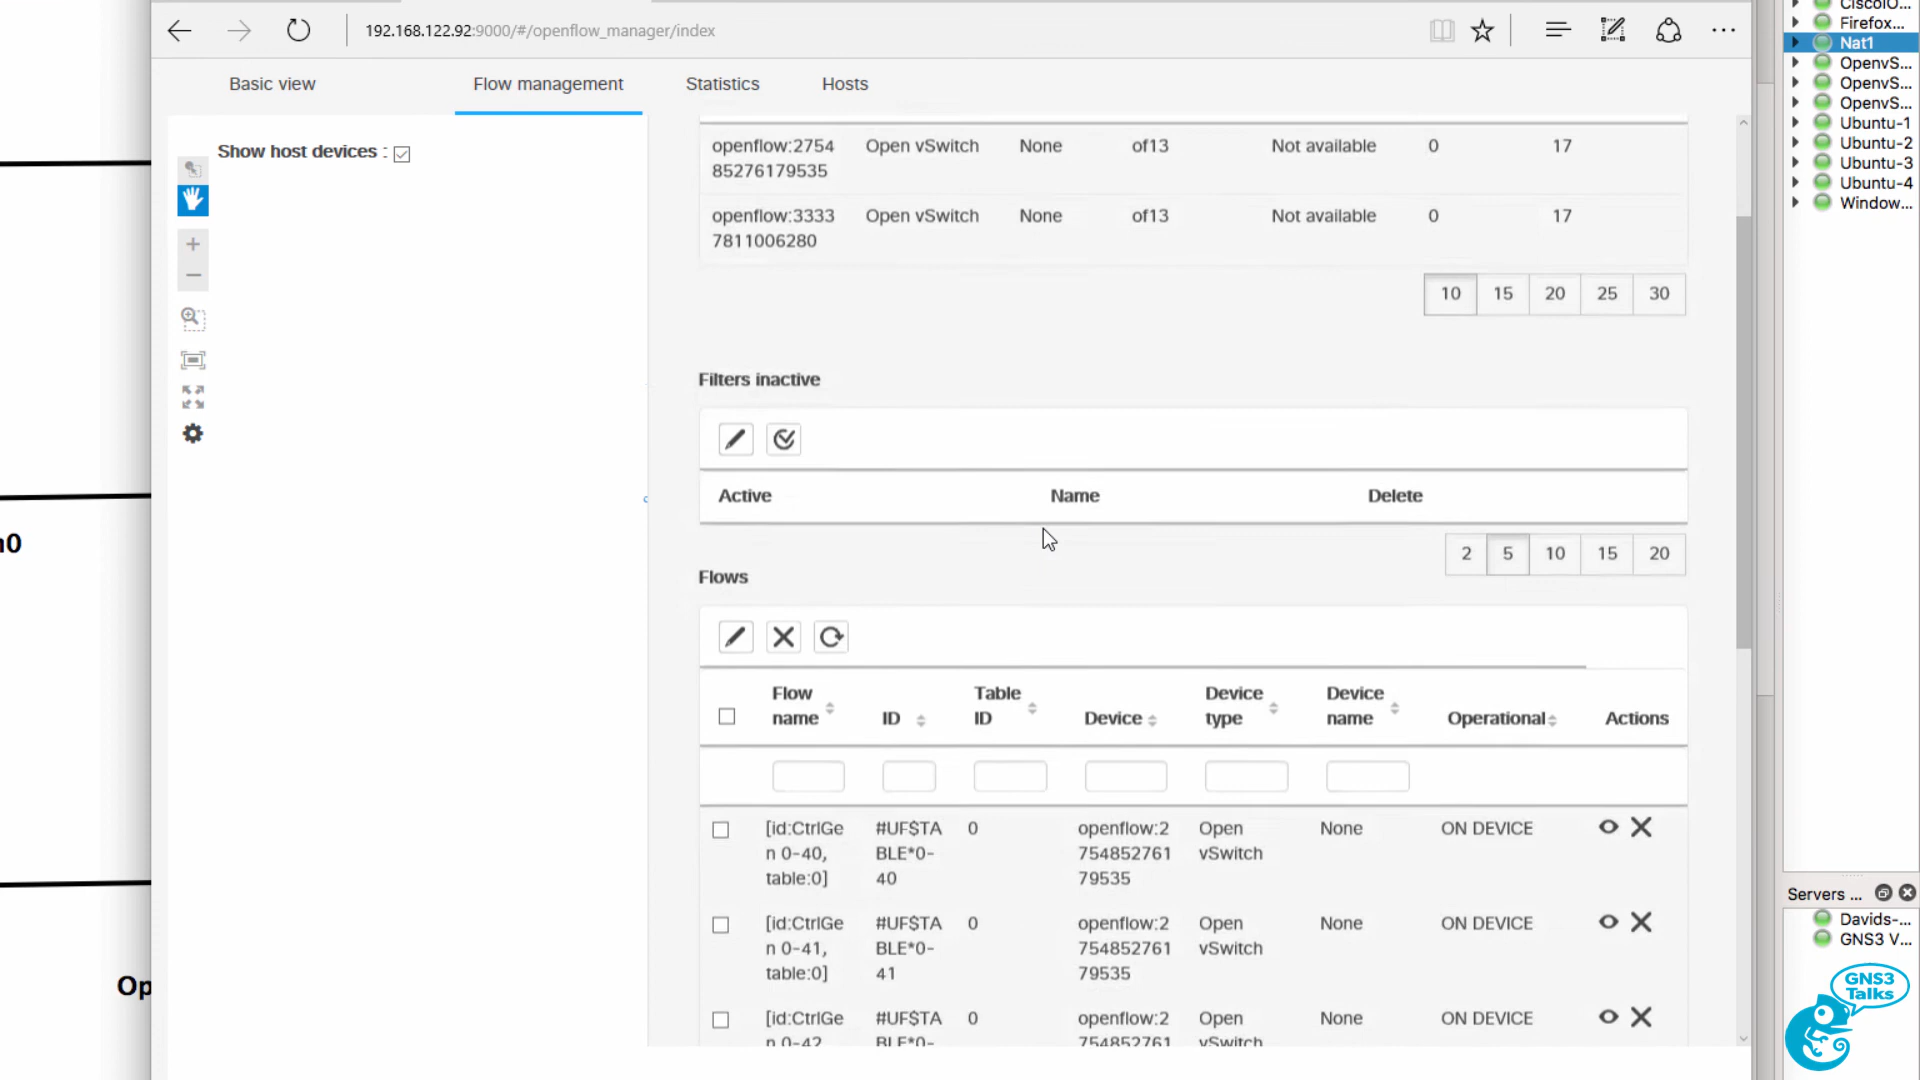 192.168.122.92:9000/#/openflow_manager/index
Basic view
Flow management
Statistics
Hosts
Show host devices :
openflow:2754
85276179535
Open vSwitch
None
of13
Not available
0
17
openflow:3333
7811006280
Open vSwitch
None
of13
Not available
0
17
10 15 20 25 30
Filters inactive
Active
Name
Delete
2 5 10 15 20
Flows
Flow
name
ID
Table
ID
Device
Device
type
Device
name
Operational
Actions
[id:CtrlGe
n 0-40,
table:0]
#UF$TA
BLE*0-
40
0
openflow:2
754852761
79535
Open
vSwitch
None
ON DEVICE
[id:CtrlGe
n 0-41,
table:0]
#UF$TA
BLE*0-
41
0
openflow:2
754852761
79535
Open
vSwitch
None
ON DEVICE
[id:CtrlGe
n 0-42
#UF$TA
BLE*0-
0
openflow:2
754852761
Open
vSwitch
None
ON DEVICE
n0
Op
CiscoIO...
Firefox...
Nat1
OpenvS...
OpenvS...
OpenvS...
Ubuntu-1
Ubuntu-2
Ubuntu-3
Ubuntu-4
Window...
Servers ...
Davids-...
GNS3 V...
GNS3
Talks